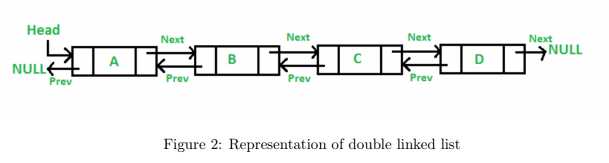 Head
Next Next Next Next
NULL A B C D NULL
Prev Prev Prev Prev
Figure 2: Representation of double linked list